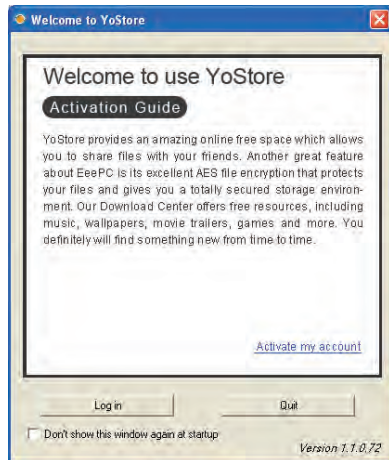 Welcome to YoStore
Welcome to use YoStore
Activation Guide
YoStore provides an amazing online free space which allows
you to share files with your friends. Another great feature
about EeePC is its excellent AES file encryption that protects
your files and gives you a totally secured storage environ-
ment. Our Download Center offers free resources, including
music, wallpapers, movie trailers, games and more. You
definitely will find something new from time to time.
Activate my account
Log in
Quit
Don't show this window again at startup
Version 1.1.0.72